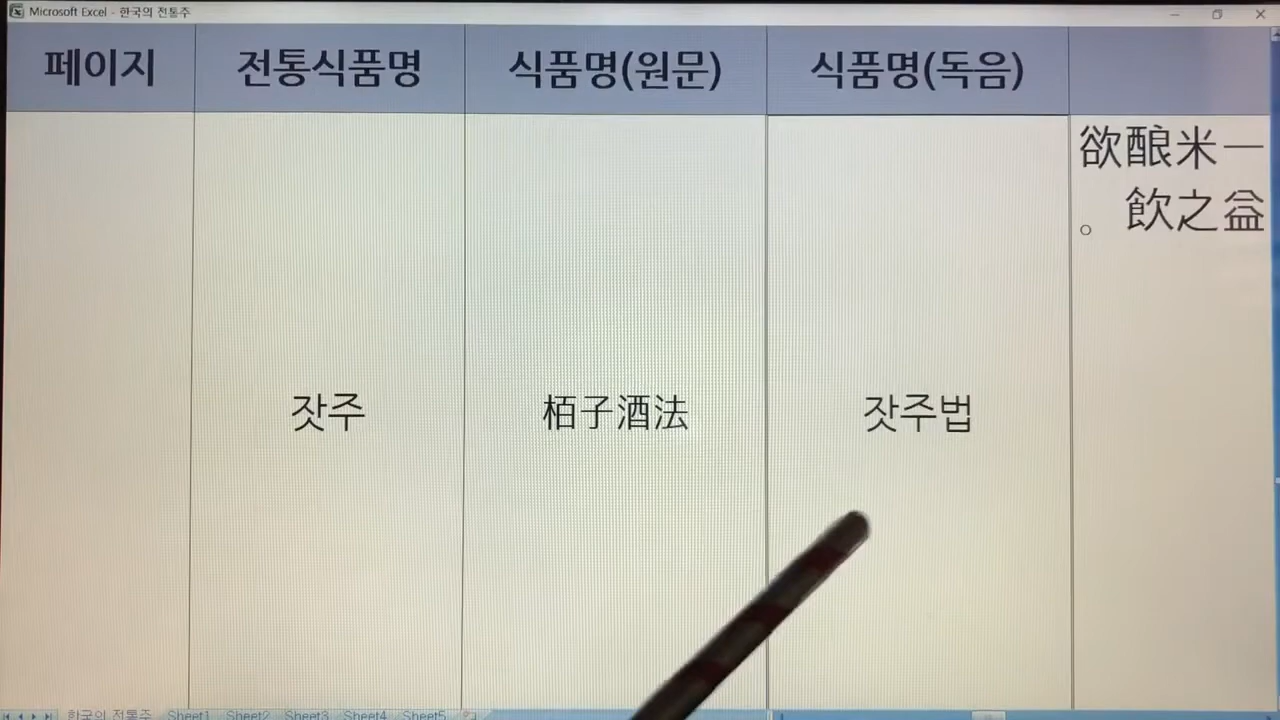 Microsoft Excel - 한국의 전통주
페이지 전통식품명 식품명(원문) 식품명(독음)
欲酿米一
。飮之益
잣주 栢子酒法 잣주법
한국의 전통주 Sheet1 Sheet2 Sheet3 Sheet4 Sheet5